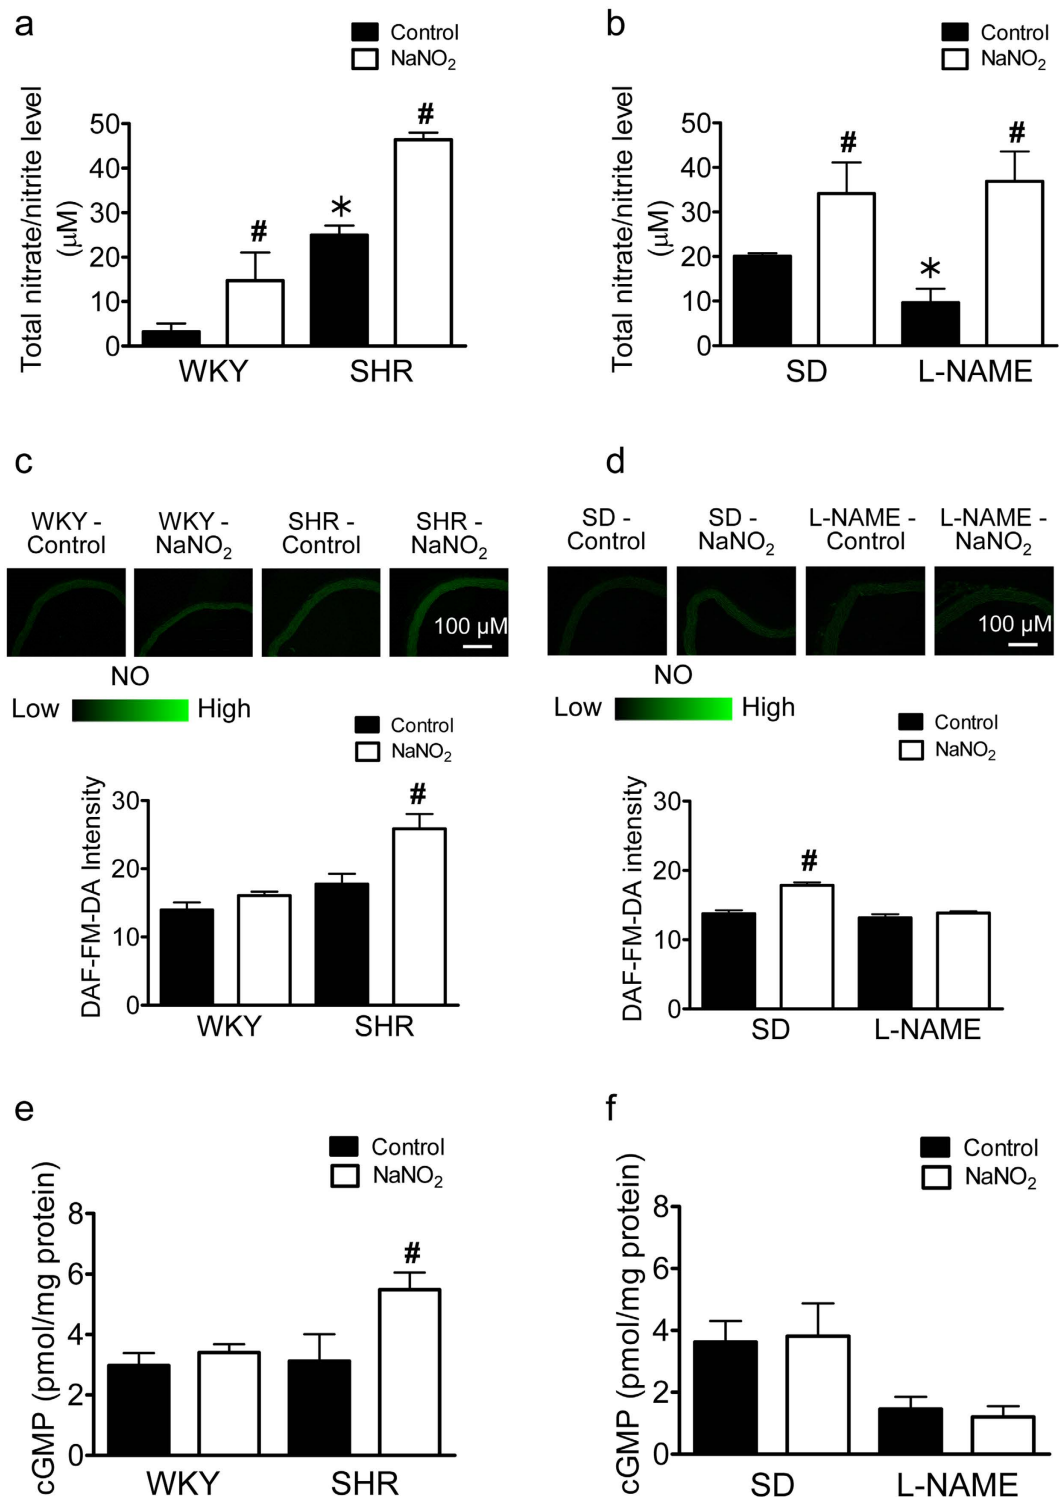 a
Control
NaNO₂
Total nitrate/nitrite level
(μM)
50
40
30
20
10
0
#
*
#
WKY
SHR
b
Control
NaNO₂
Total nitrate/nitrite level
(μM)
50
40
30
20
10
0
#
*
#
SD
L-NAME
c
WKY -
Control
WKY -
NaNO₂
SHR -
Control
SHR -
NaNO₂
100 μM
NO
Low
High
Control
NaNO₂
DAF-FM-DA Intensity
30
20
10
0
#
WKY
SHR
d
SD -
Control
SD -
NaNO₂
L-NAME -
Control
L-NAME -
NaNO₂
100 μM
NO
Low
High
Control
NaNO₂
DAF-FM-DA intensity
30
20
10
0
#
SD
L-NAME
e
Control
NaNO₂
cGMP (pmol/mg protein)
8
6
4
2
0
#
WKY
SHR
f
Control
NaNO₂
cGMP (pmol/mg protein)
8
6
4
2
0
SD
L-NAME